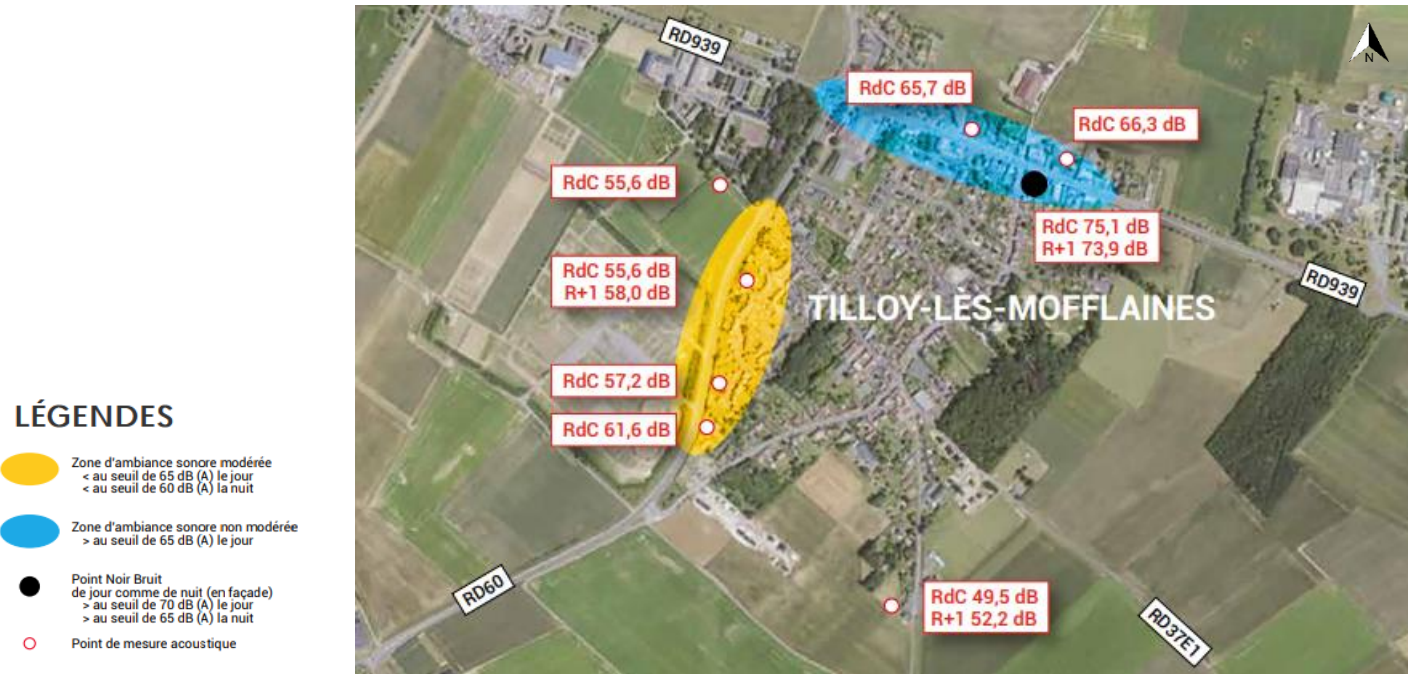 RD939
N
RdC 65,7 dB
RdC 66,3 dB
RdC 55,6 dB
RdC 75,1 dB
R+1 73,9 dB
RdC 55,6 dB
R+1 58,0 dB
RD939
TILLOY-LÈS-MOFFLAINES
RdC 57,2 dB
RdC 61,6 dB
RD60
RdC 49,5 dB
R+1 52,2 dB
RD37E1
LÉGENDES
Zone d'ambiance sonore modérée
< au seuil de 65 dB (A) le jour
< au seuil de 60 dB (A) la nuit
Zone d'ambiance sonore non modérée
> au seuil de 65 dB (A) le jour
Point Noir Bruit
de jour comme de nuit (en façade)
> au seuil de 70 dB (A) le jour
> au seuil de 65 dB (A) la nuit
Point de mesure acoustique